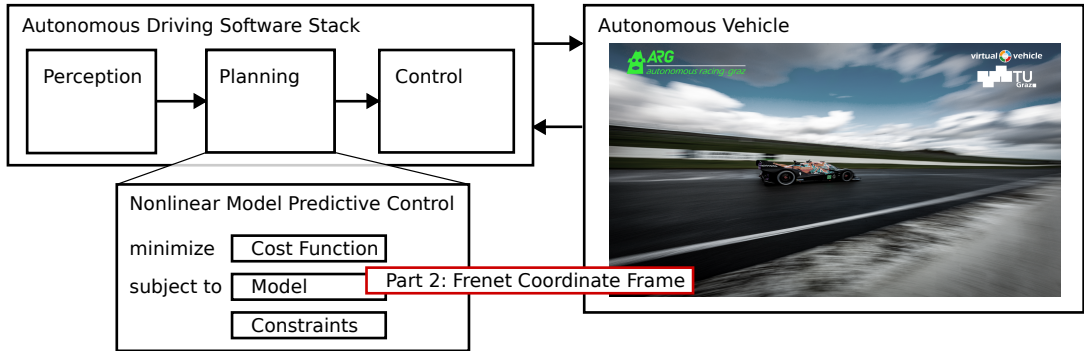 Autonomous Driving Software Stack
Perception
Planning
Control
Autonomous Vehicle
ARG
autonomous racing graz
virtual vehicle
TU
Graz
Nonlinear Model Predictive Control
minimize
Cost Function
subject to
Model
Part 2: Frenet Coordinate Frame
Constraints